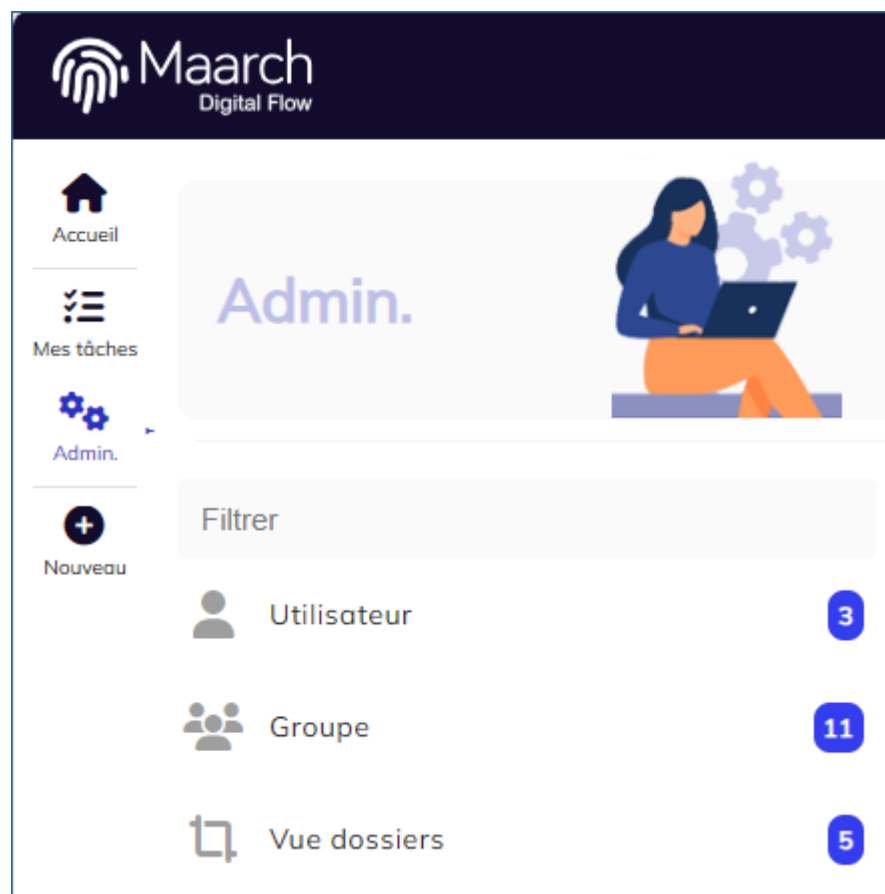 Maarch
Digital Flow
Accueil
Mes tâches
Admin.
Nouveau
Admin.
Filtrer
Utilisateur 3
Groupe 11
Vue dossiers 5